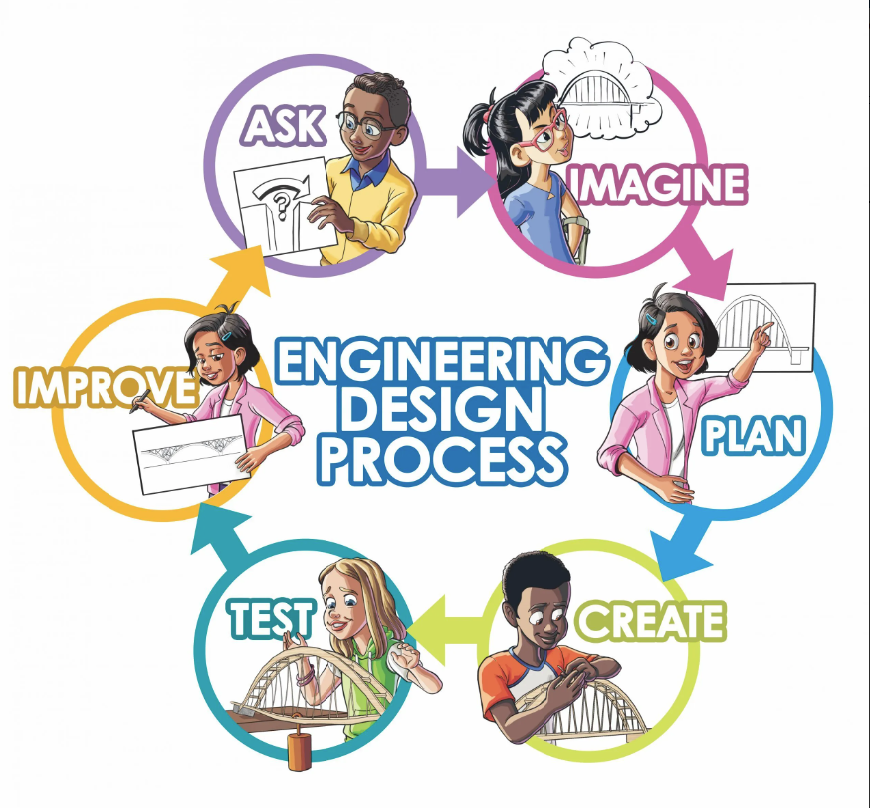 ASK
?
IMAGINE
ENGINEERING
DESIGN
PROCESS
IMPROVE
PLAN
TEST
CREATE